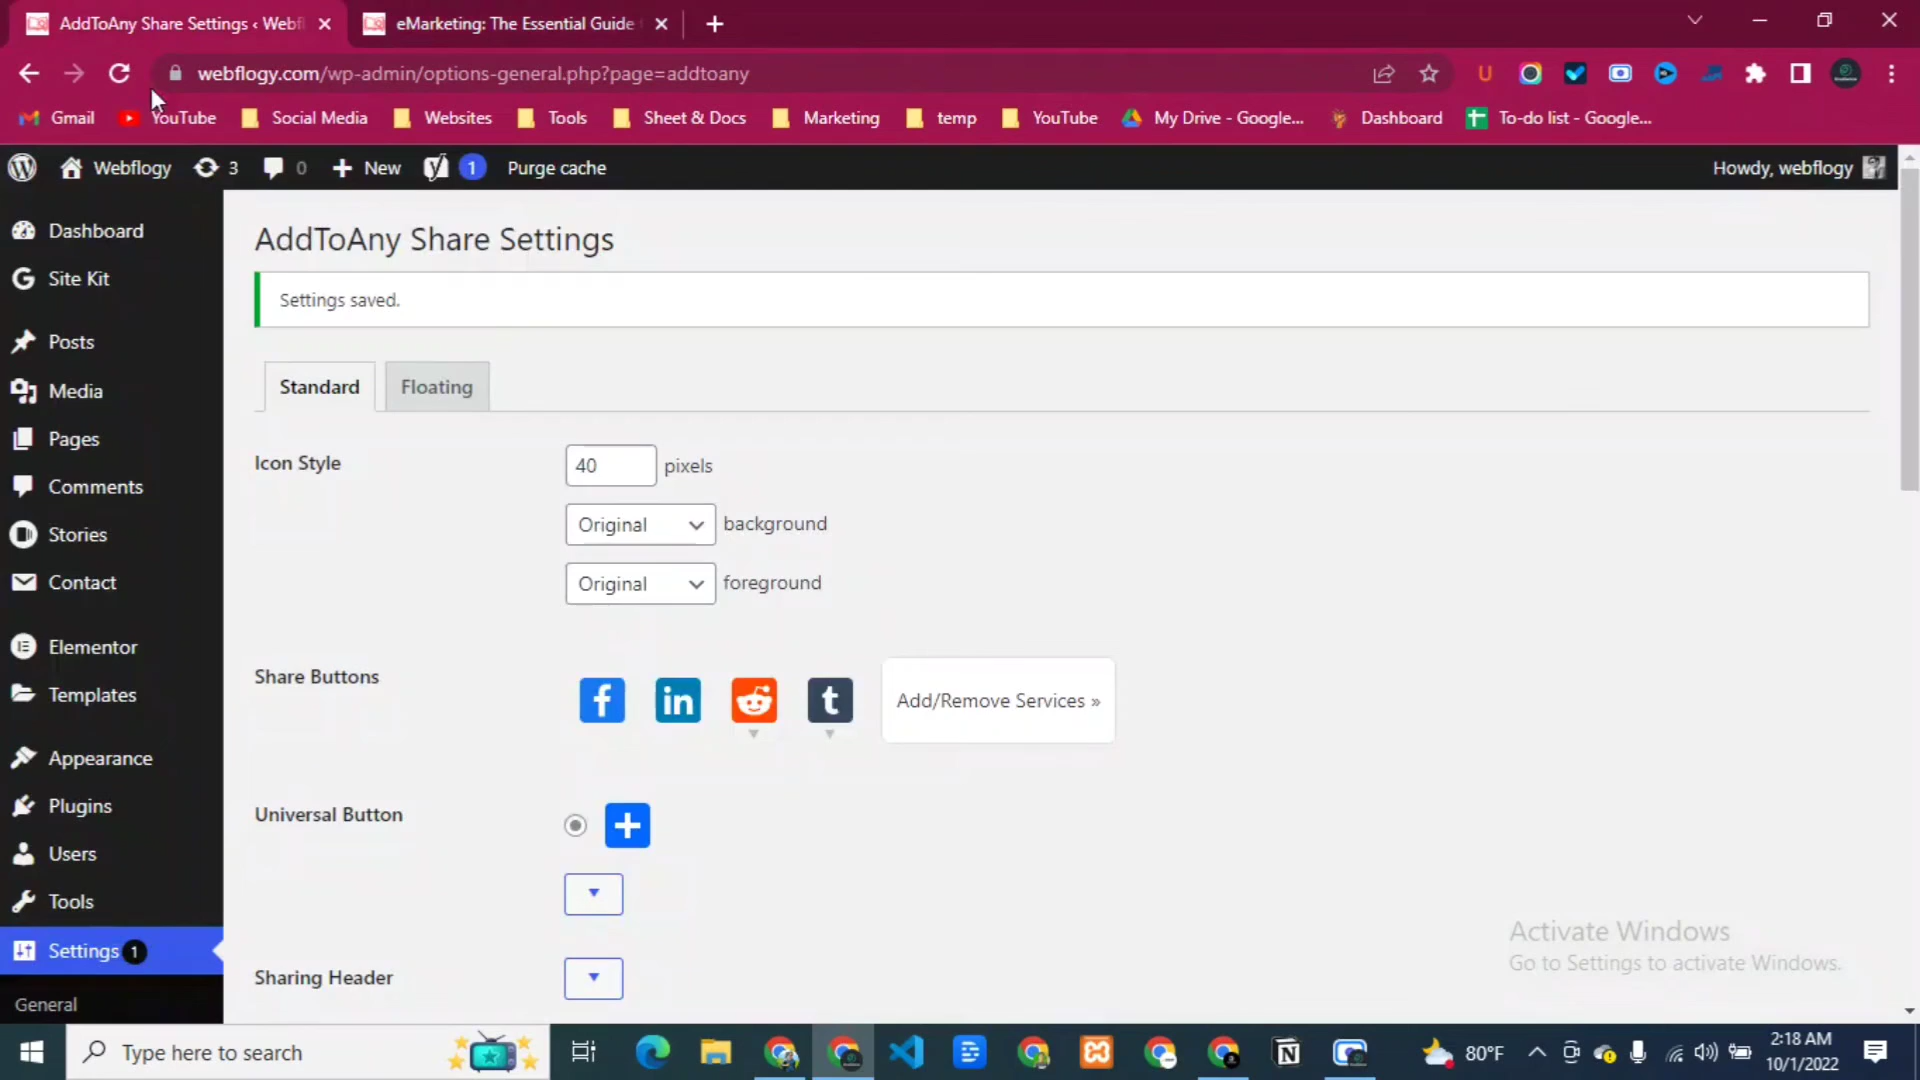 AddToAny Share Settings ‹ Webfl
eMarketing: The Essential Guide
webflogy.com/wp-admin/options-general.php?page=addtoany
Gmail YouTube Social Media Websites Tools Sheet & Docs Marketing temp YouTube My Drive - Google... Dashboard To-do list - Google...
Webflogy 3 0 New 1 Purge cache Howdy, webflogy
Dashboard
Site Kit
Posts
Media
Pages
Comments
Stories
Contact
Elementor
Templates
Appearance
Plugins
Users
Tools
Settings 1
General
AddToAny Share Settings
Settings saved.
Standard Floating
Icon Style 40 pixels
Original background
Original foreground
Share Buttons Add/Remove Services »
Universal Button
Sharing Header
Activate Windows
Go to Settings to activate Windows.
Type here to search
80°F
2:18 AM
10/1/2022